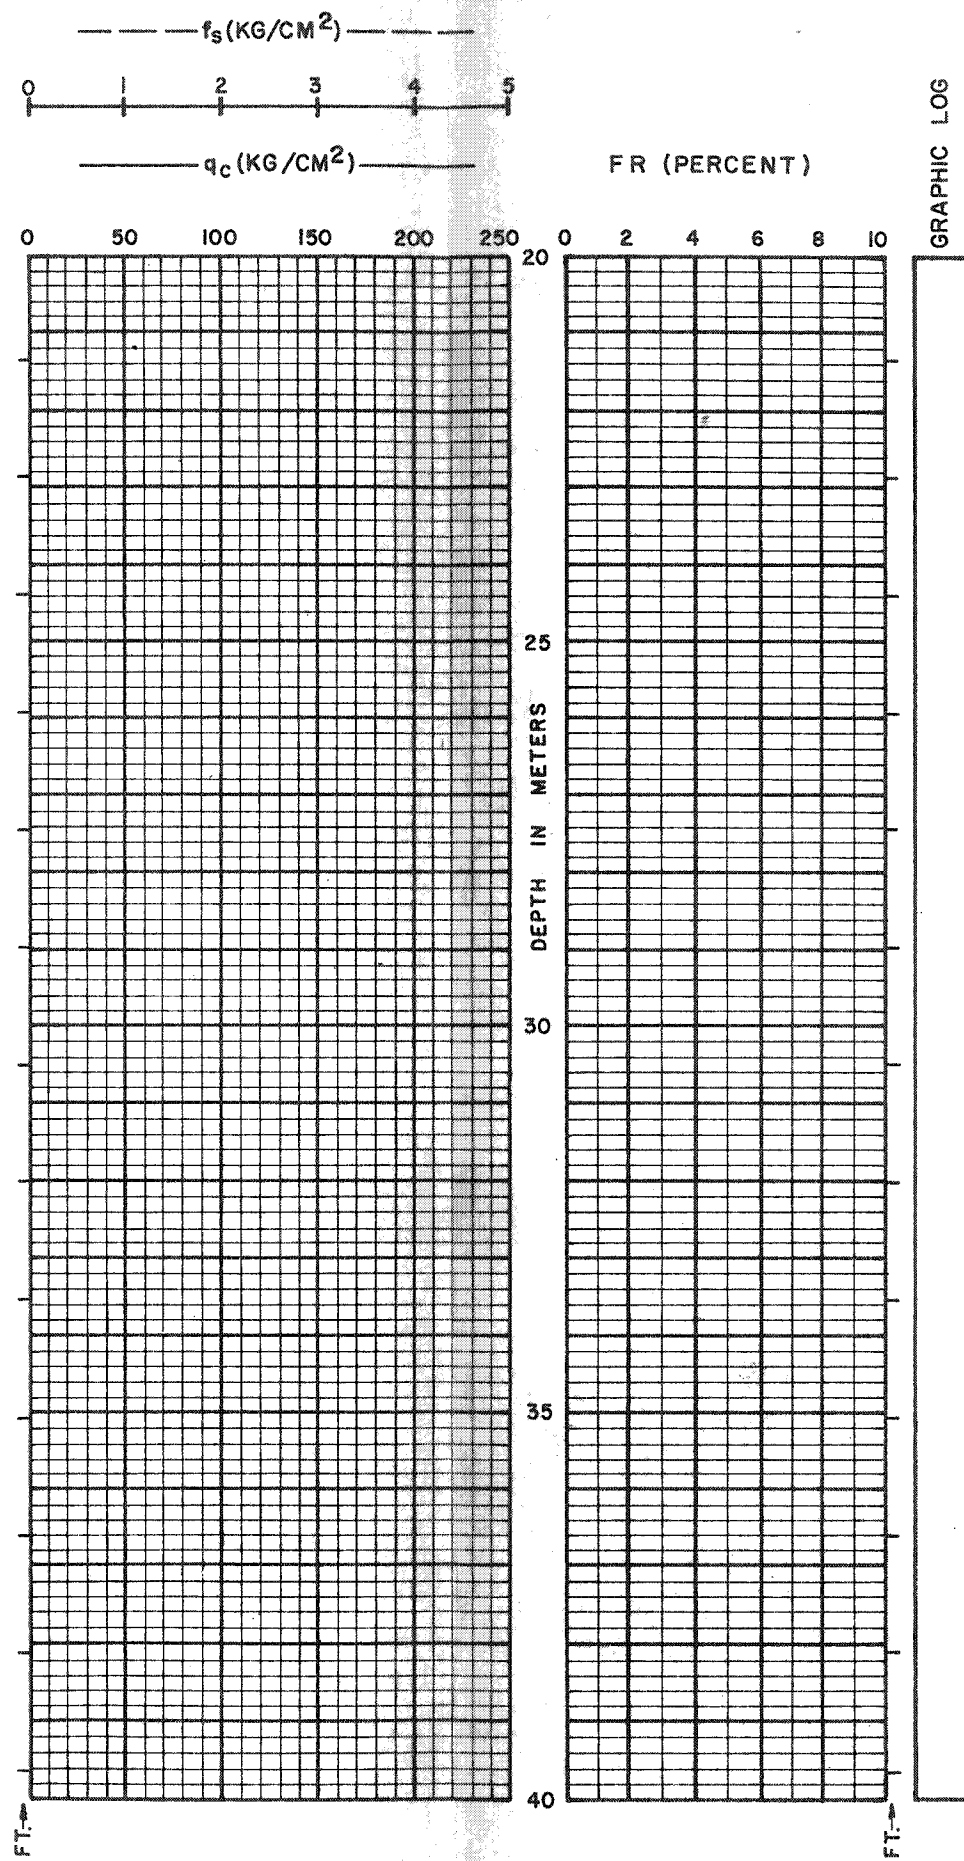 fs (KG/CM2)
0 1 2 3 4 5
qc (KG/CM2)
FR (PERCENT)
GRAPHIC LOG
0 50 100 150 200 250
0 2 4 6 8 10
20
25
DEPTH IN METERS
30
35
40
FT.
FT.